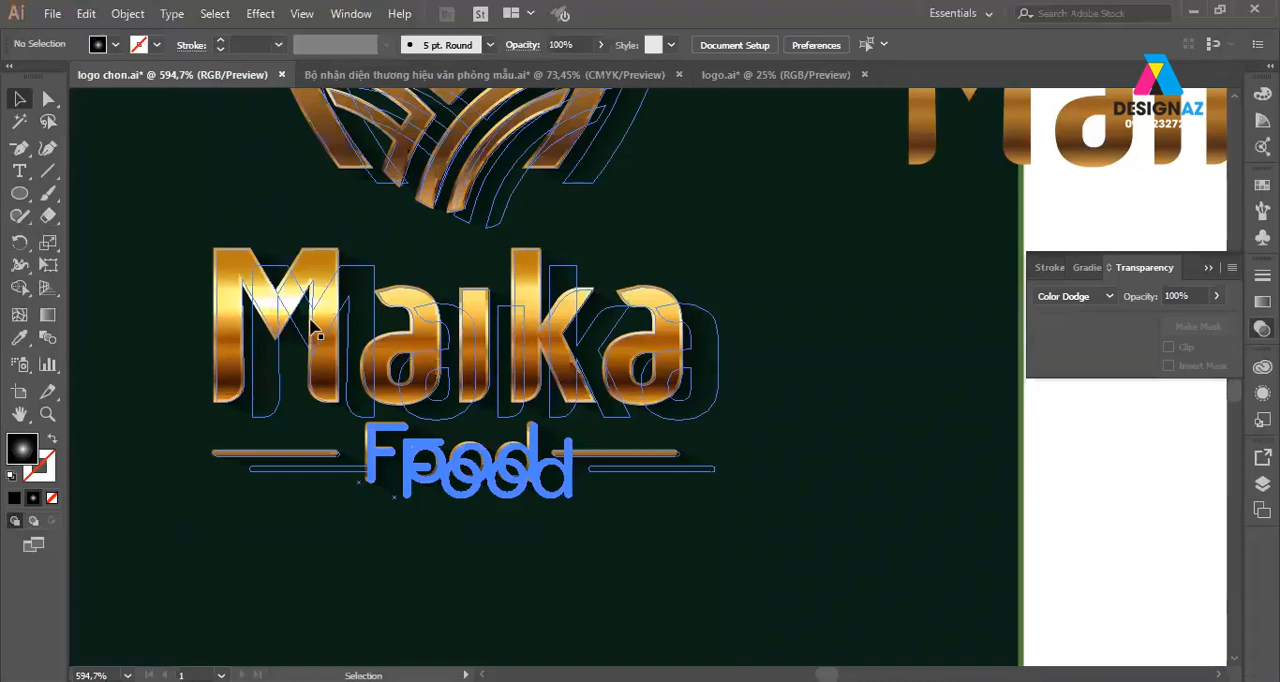 Ai File Edit Object Type Select Effect View Window Help Br St Essentials Search Adobe Stock
No Selection Stroke: 5 pt. Round Opacity: 100% Style: Document Setup Preferences
logo chon.ai* @ 594,7% (RGB/Preview) × Bộ nhận diện thương hiệu văn phòng mẫu.ai* @ 73,45% (CMYK/Preview) × logo.ai* @ 25% (RGB/Preview) ×
DESIGNAZ
Stroke Gradie Transparency
Color Dodge Opacity: 100%
Make Mask
Clip
Invert Mask
Maika
Food
594,7% 1 Selection